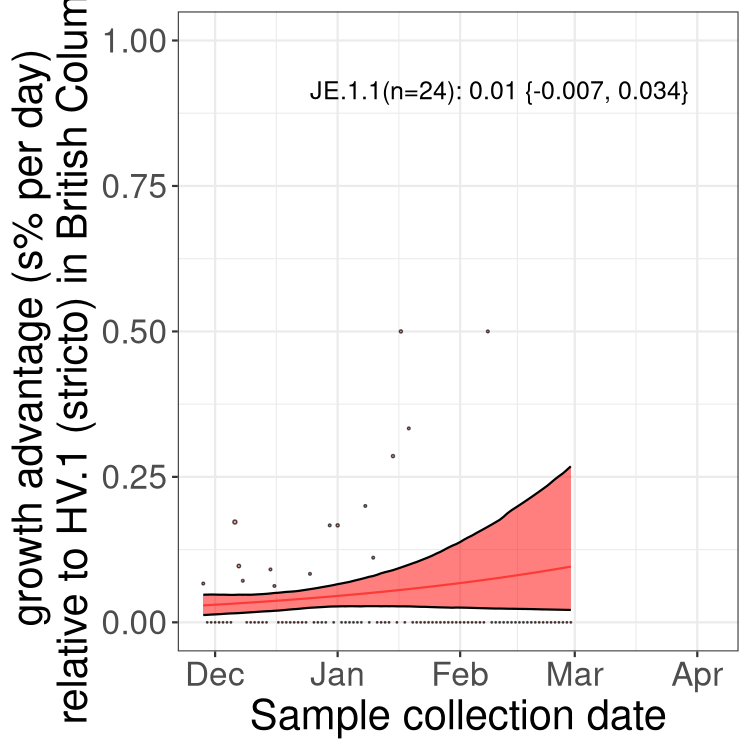 growth advantage (s% per day)
relative to HV.1 (stricto) in British Colum
1.00
0.75
0.50
0.25
0.00
JE.1.1(n=24): 0.01 {-0.007, 0.034}
Dec Jan Feb Mar Apr
Sample collection date